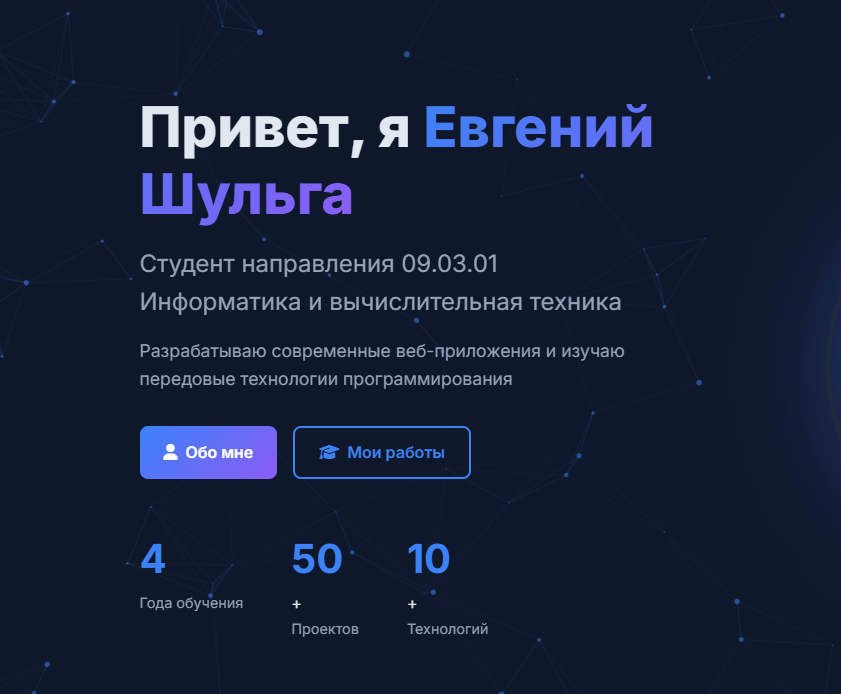 Привет, я Евгений
Шульга
Студент направления 09.03.01
Информатика и вычислительная техника
Разрабатываю современные веб-приложения и изучаю
передовые технологии программирования
Обо мне
Мои работы
4
Года обучения
50
+
Проектов
10
+
Технологий